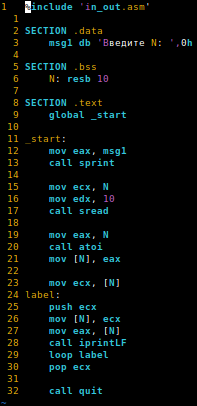 1 %include 'in_out.asm'
1
2 SECTION .data
3     msg1 db 'Введите N: ',0h
4
5 SECTION .bss
6     N: resb 10
7
8 SECTION .text
9     global _start
10
11 _start:
12     mov eax, msg1
13     call sprint
14
15     mov ecx, N
16     mov edx, 10
17     call sread
18
19     mov eax, N
20     call atoi
21     mov [N], eax
22
23     mov ecx, [N]
24 label:
25     push ecx
26     mov [N], ecx
27     mov eax, [N]
28     call iprintLF
29     loop label
30     pop ecx
31
32     call quit
~